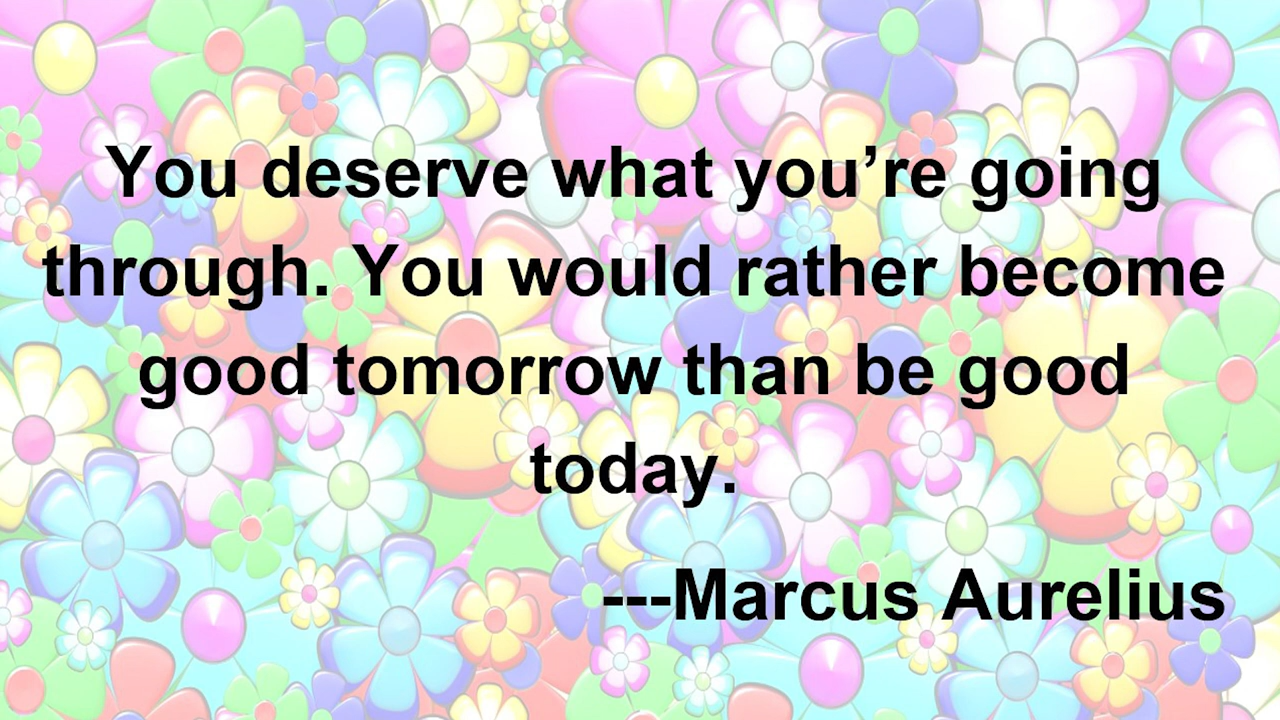 You deserve what you’re going
through. You would rather become
good tomorrow than be good
today.
---Marcus Aurelius